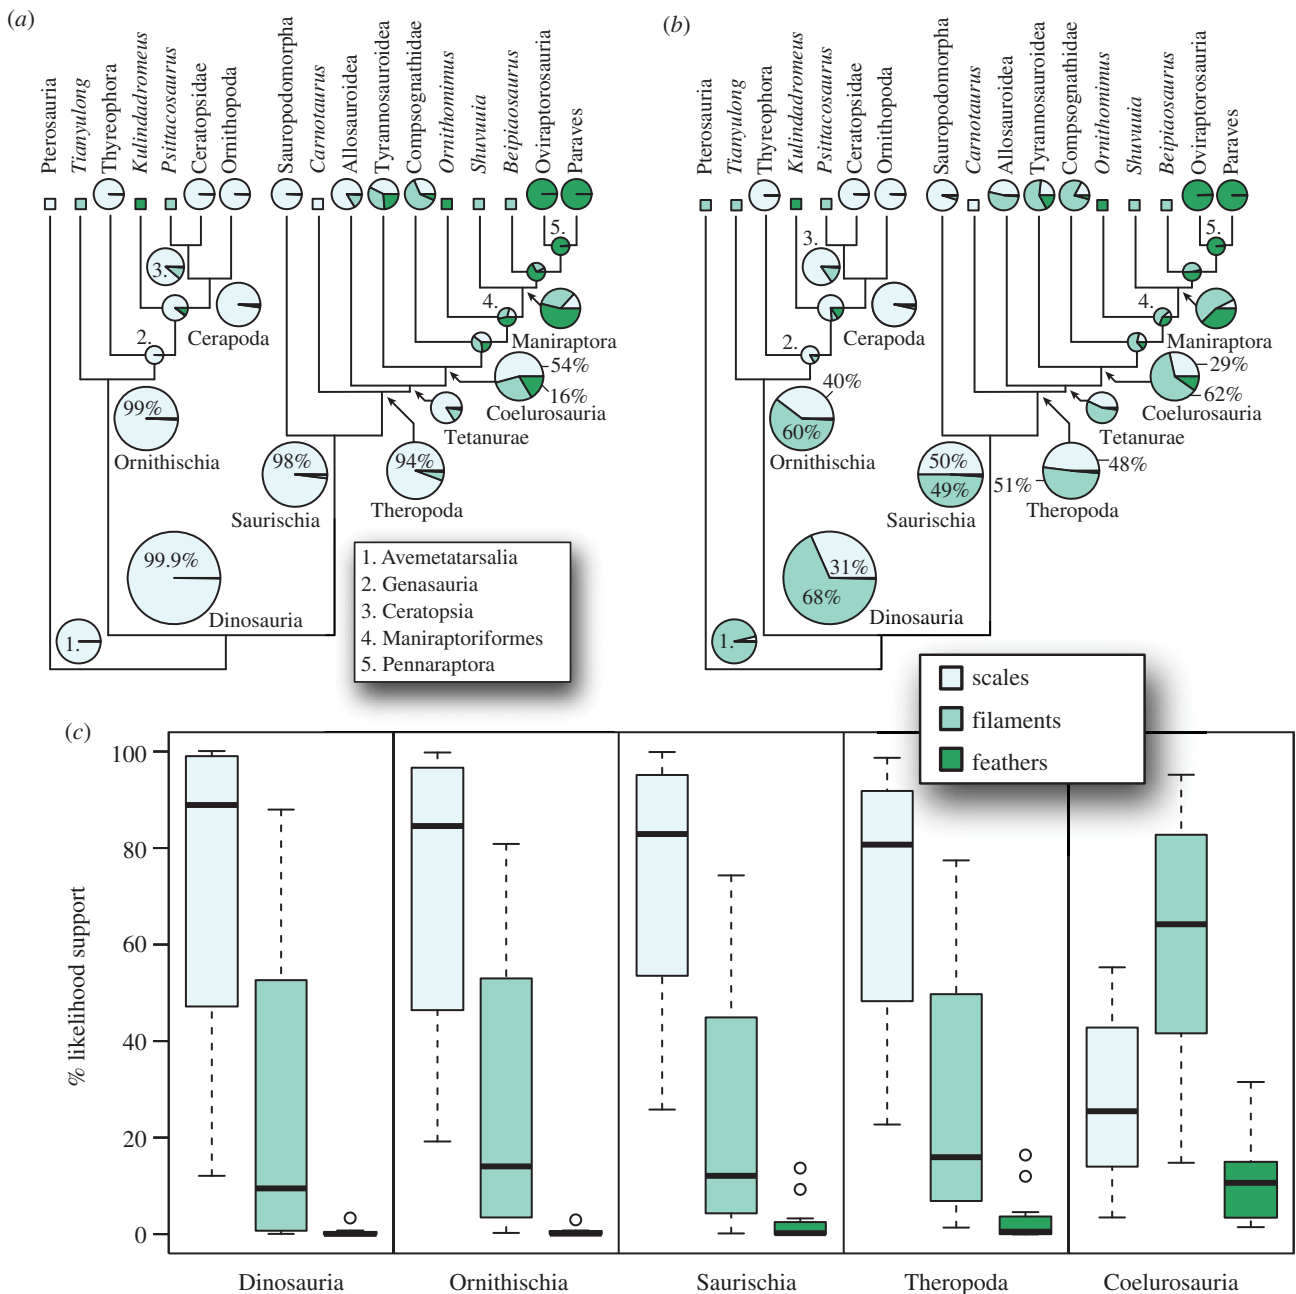 (a)
Pterosauria
Tianyulong
Thyreophora
Kulindadromeus
Psittacosaurus
Ceratopsidae
Ornithopoda
Sauropodomorpha
Carnotaurus
Allosauroidea
Tyrannosauroidea
Compsognathidae
Ornithomimus
Shuvuuia
Beipiaosaurus
Oviraptorosauria
Paraves
5.
3.
4.
2.
Cerapoda
Maniraptora
54%
16%
Coelurosauria
99%
Ornithischia
Tetanurae
98%
Saurischia
94%
Theropoda
99.9%
Dinosauria
1.
1. Avemetatarsalia
2. Genasauria
3. Ceratopsia
4. Maniraptoriformes
5. Pennaraptora
(b)
Pterosauria
Tianyulong
Thyreophora
Kulindadromeus
Psittacosaurus
Ceratopsidae
Ornithopoda
Sauropodomorpha
Carnotaurus
Allosauroidea
Tyrannosauroidea
Compsognathidae
Ornithomimus
Shuvuuia
Beipiaosaurus
Oviraptorosauria
Paraves
5.
3.
4.
2.
Cerapoda
Maniraptora
29%
62%
Coelurosauria
40%
60%
Ornithischia
Tetanurae
50%
49%
Saurischia
48%
51%
Theropoda
31%
68%
Dinosauria
1.
scales
filaments
feathers
(c)
100
80
60
40
20
0
% likelihood support
Dinosauria
Ornithischia
Saurischia
Theropoda
Coelurosauria